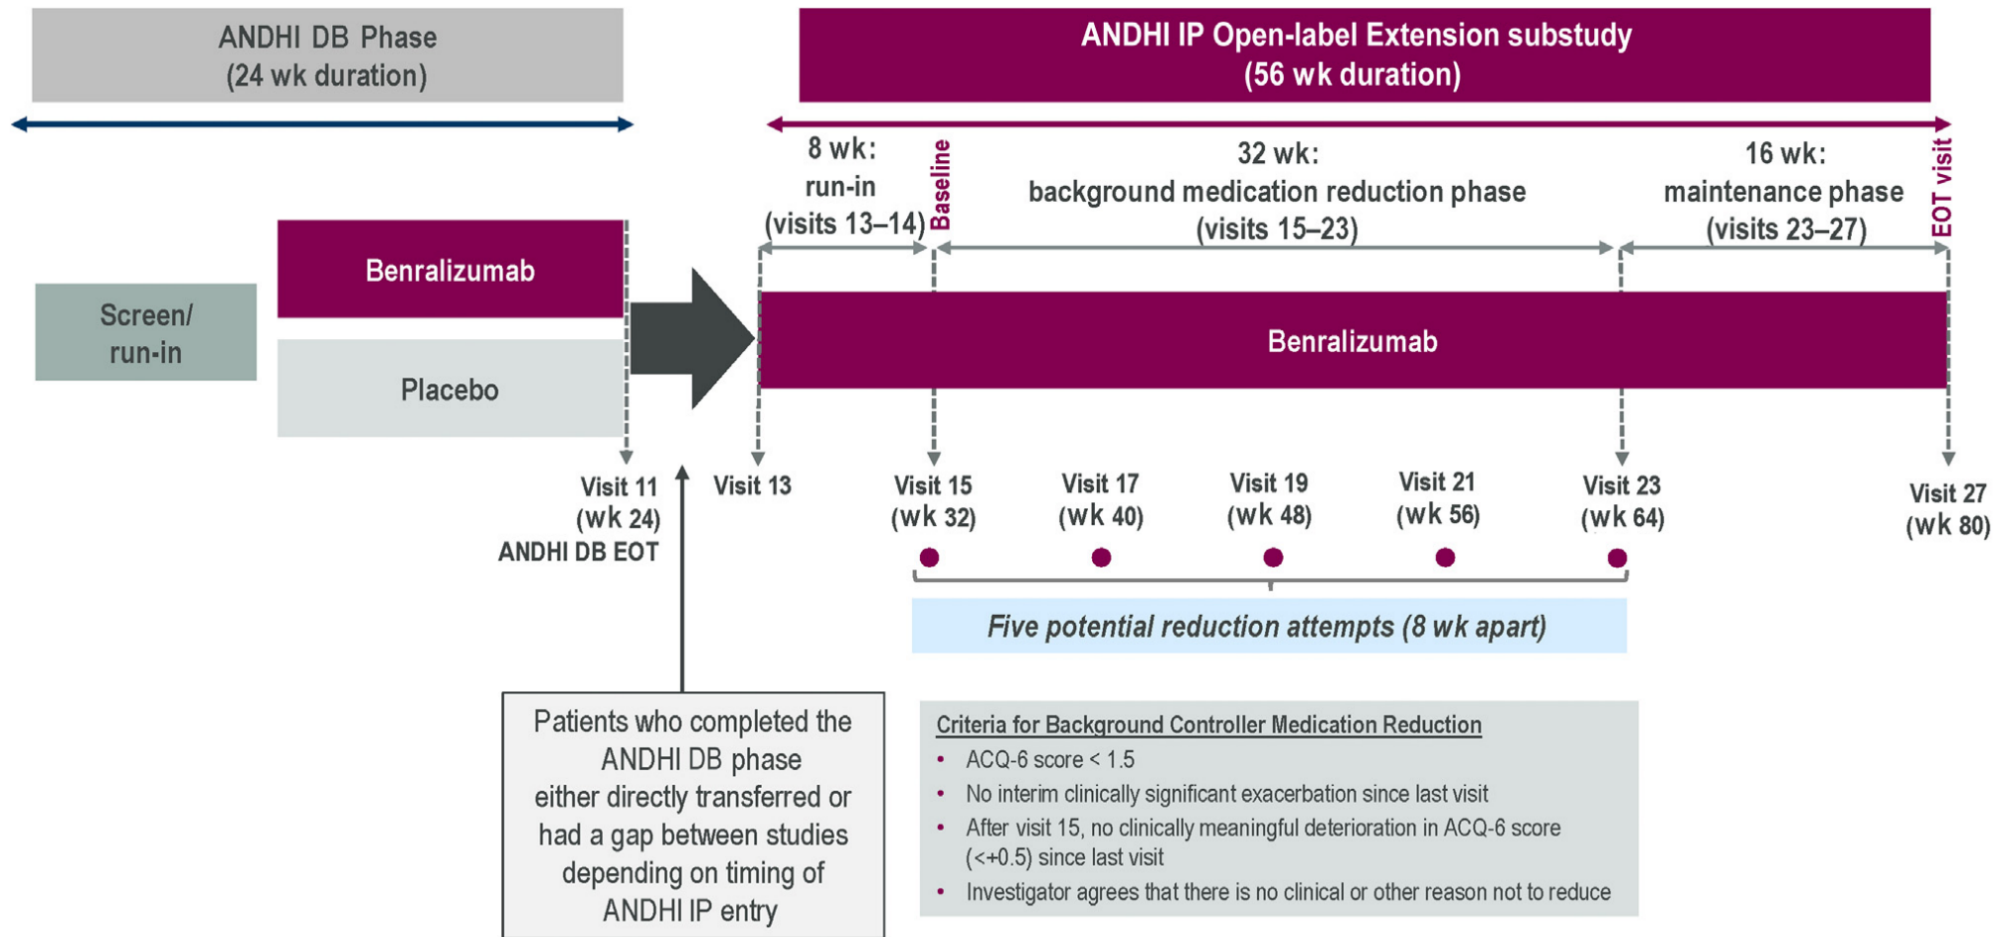 ANDHI DB Phase
(24 wk duration)
ANDHI IP Open-label Extension substudy
(56 wk duration)
8 wk:
run-in
(visits 13–14)
Baseline
32 wk:
background medication reduction phase
(visits 15–23)
16 wk:
maintenance phase
(visits 23–27)
EOT visit
Screen/
run-in
Benralizumab
Placebo
Benralizumab
Visit 11
(wk 24)
ANDHI DB EOT
Visit 13
Visit 15
(wk 32)
Visit 17
(wk 40)
Visit 19
(wk 48)
Visit 21
(wk 56)
Visit 23
(wk 64)
Visit 27
(wk 80)
Five potential reduction attempts (8 wk apart)
Patients who completed the
ANDHI DB phase
either directly transferred or
had a gap between studies
depending on timing of
ANDHI IP entry
Criteria for Background Controller Medication Reduction
• ACQ-6 score < 1.5
• No interim clinically significant exacerbation since last visit
• After visit 15, no clinically meaningful deterioration in ACQ-6 score
(<+0.5) since last visit
• Investigator agrees that there is no clinical or other reason not to reduce